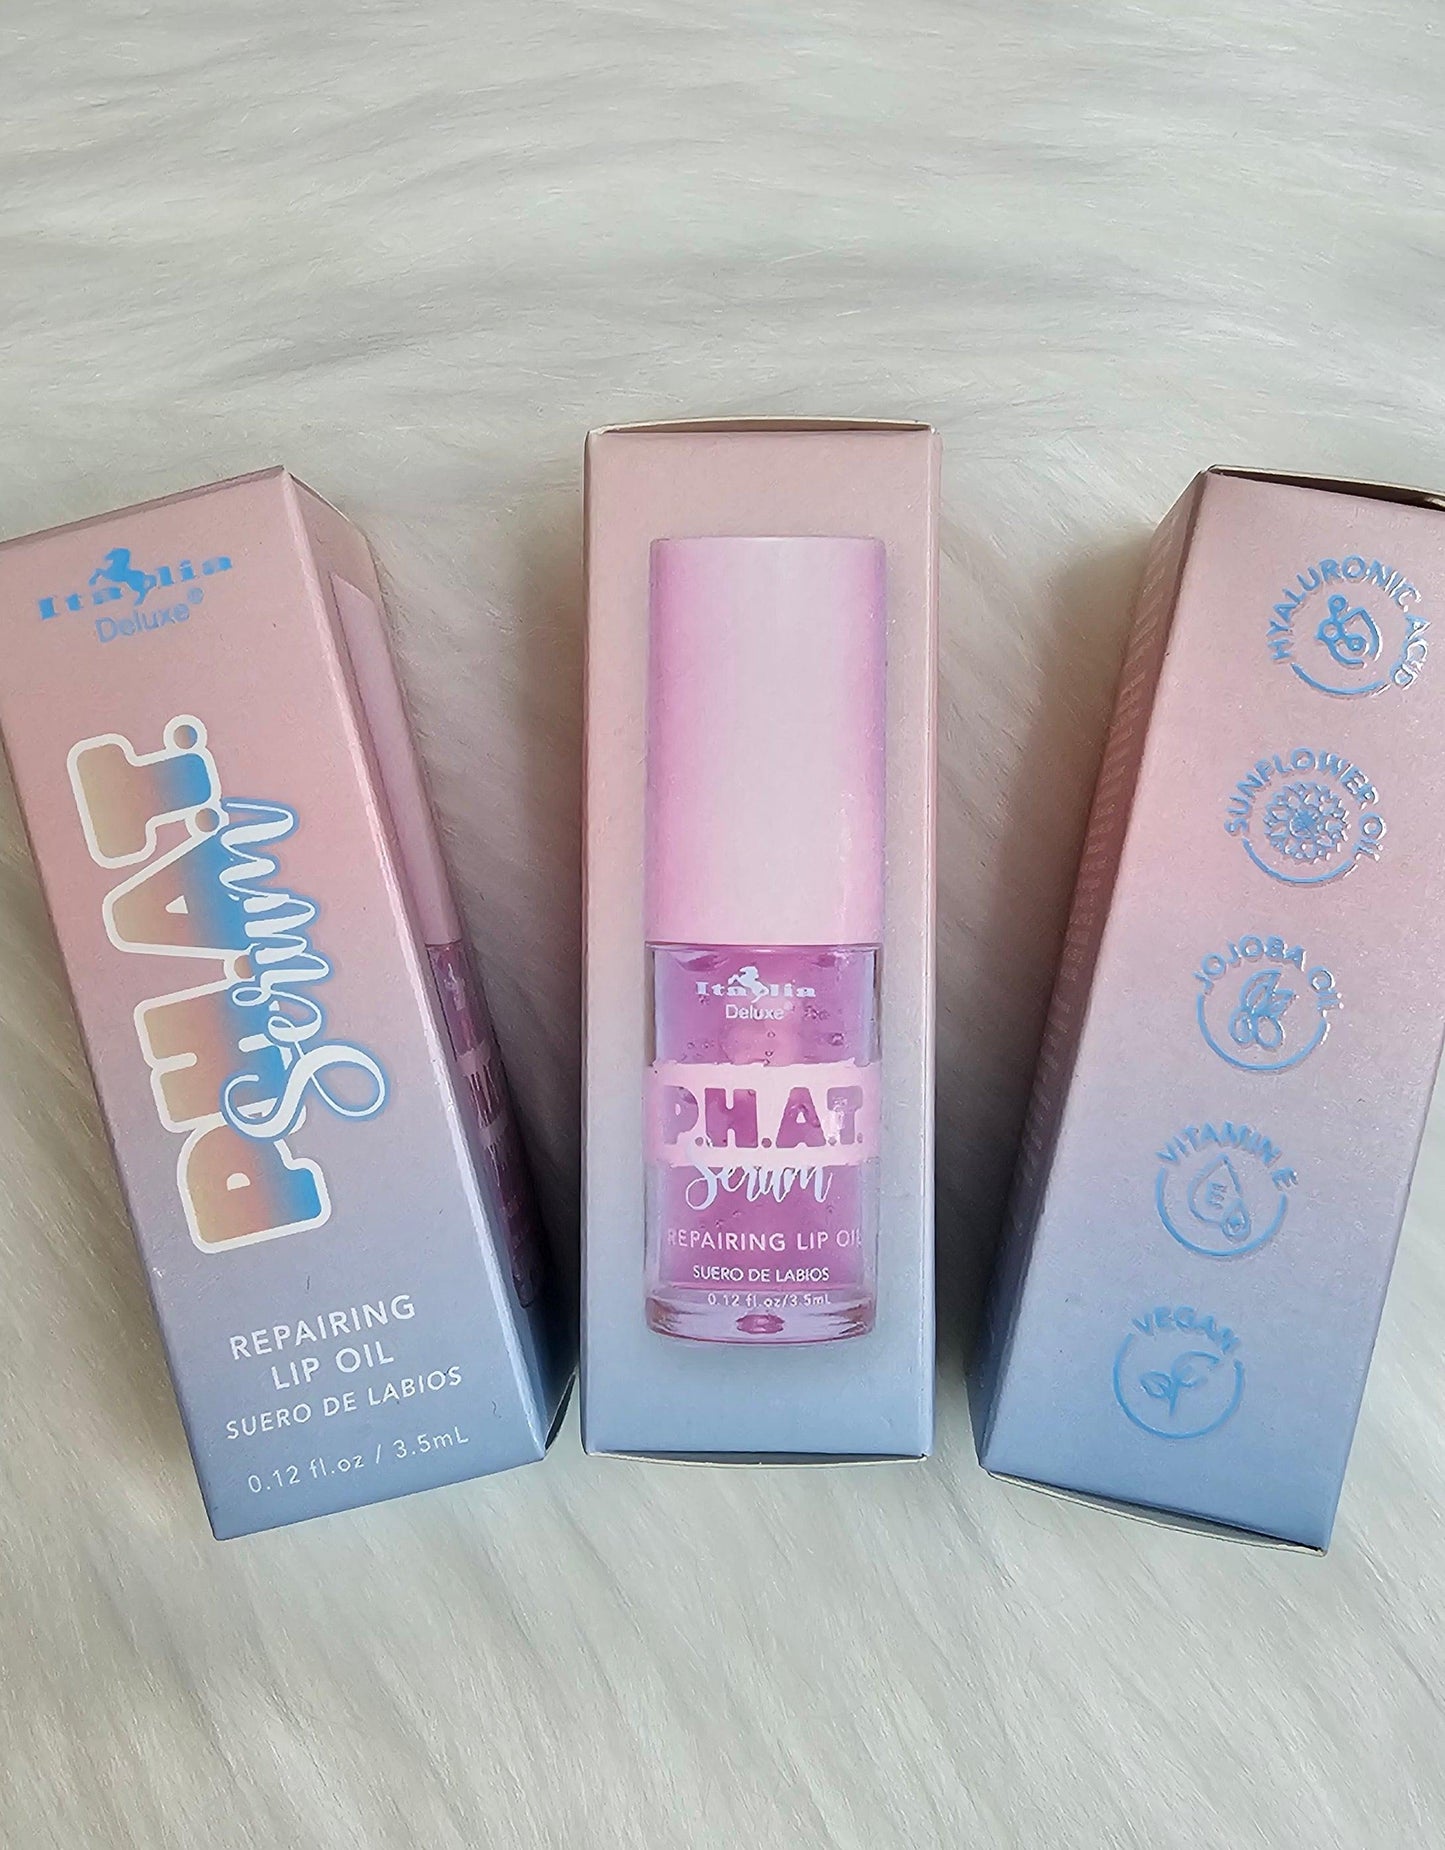 Italia
Deluxe®
P.H.A.T.
Serum
REPAIRING
LIP OIL
SUERO DE LABIOS
0.12 fl.oz / 3.5mL
Italia
Deluxe®
P.H.A.T.
Serum
REPAIRING LIP OIL
SUERO DE LABIOS
0.12 fl.oz/3.5mL
HYALURONIC ACID
SUNFLOWER OIL
JOJOBA OIL
VITAMIN E
E
VEGAN